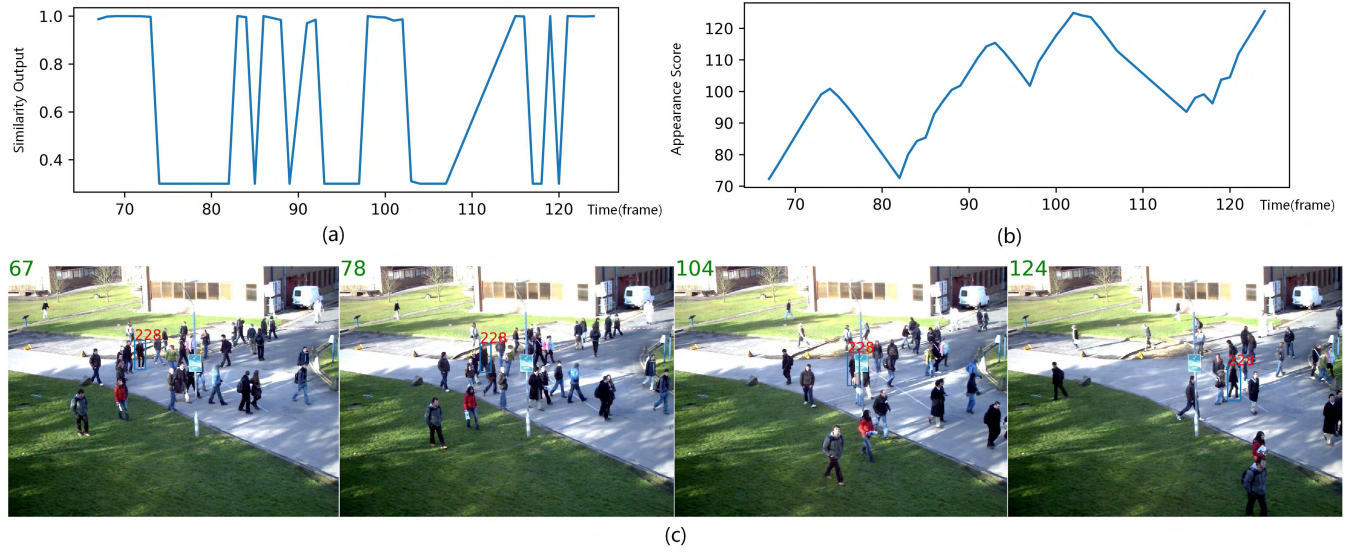 Similarity Output
1.0
0.8
0.6
0.4
70 80 90 100 110 120 Time(frame)
(a)
Appearance Score
120
110
100
90
80
70
70 80 90 100 110 120 Time(frame)
(b)
67 78 104 124
228 228 228 228
(c)